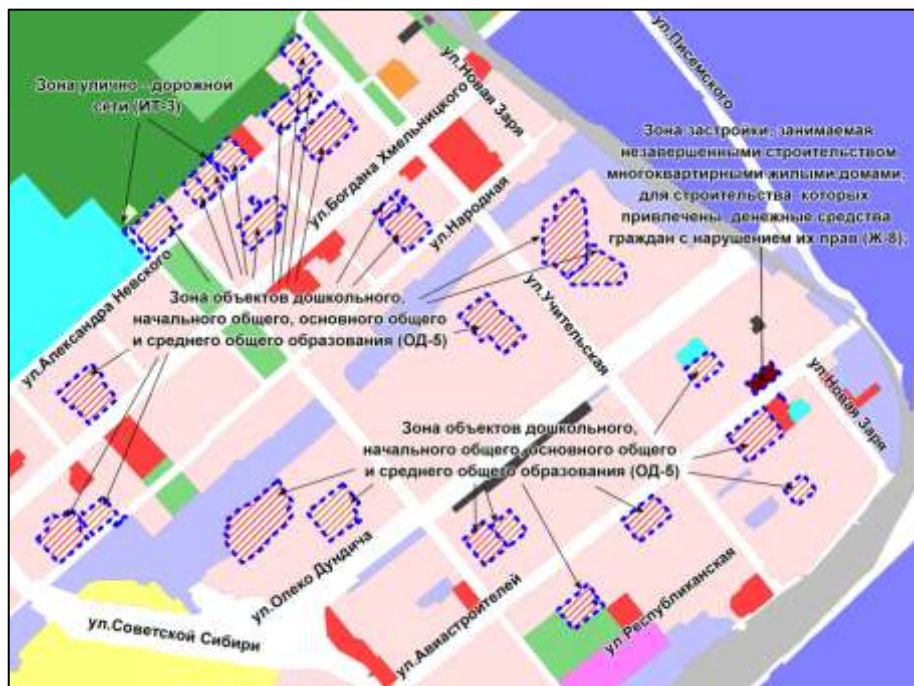 ул.Писемского
ул.Новая Заря
Зона улично - дорожной
сети (ИТ-3)
ул.Богдана Хмельницкого
Зона застройки, занимаемая
незавершенными строительством
многоквартирными жилыми домами,
для строительства которых
привлечены денежные средства
граждан с нарушением их прав (Ж-8);
ул.Народная
ул.Александра Невского
Зона объектов дошкольного,
начального общего, основного общего
и среднего общего образования (ОД-5)
ул.Учительская
ул.Новая Заря
Зона объектов дошкольного,
начального общего, основного общего
и среднего общего образования (ОД-5)
ул.Олеко Дундича
ул.Авиастроителей
ул.Республиканская
ул.Советской Сибири